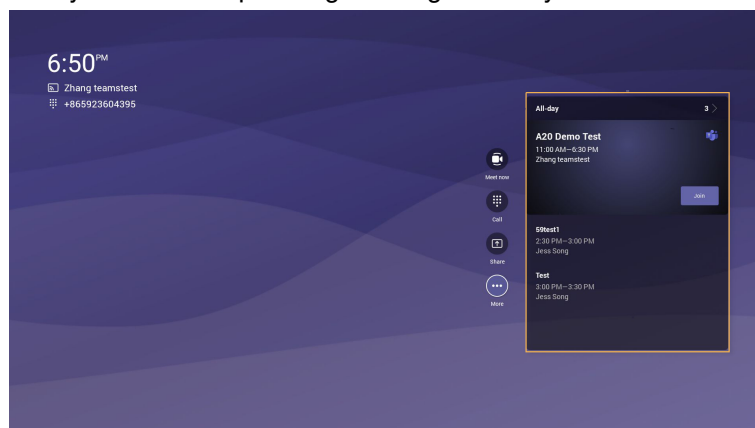 6:50PM
Zhang teamstest
+865923604395
Meet now
Call
Share
More
All-day 3
A20 Demo Test
11:00 AM–6:30 PM
Zhang teamstest
Join
59test1
2:30 PM–3:00 PM
Jess Song
Test
3:00 PM–3:30 PM
Jess Song